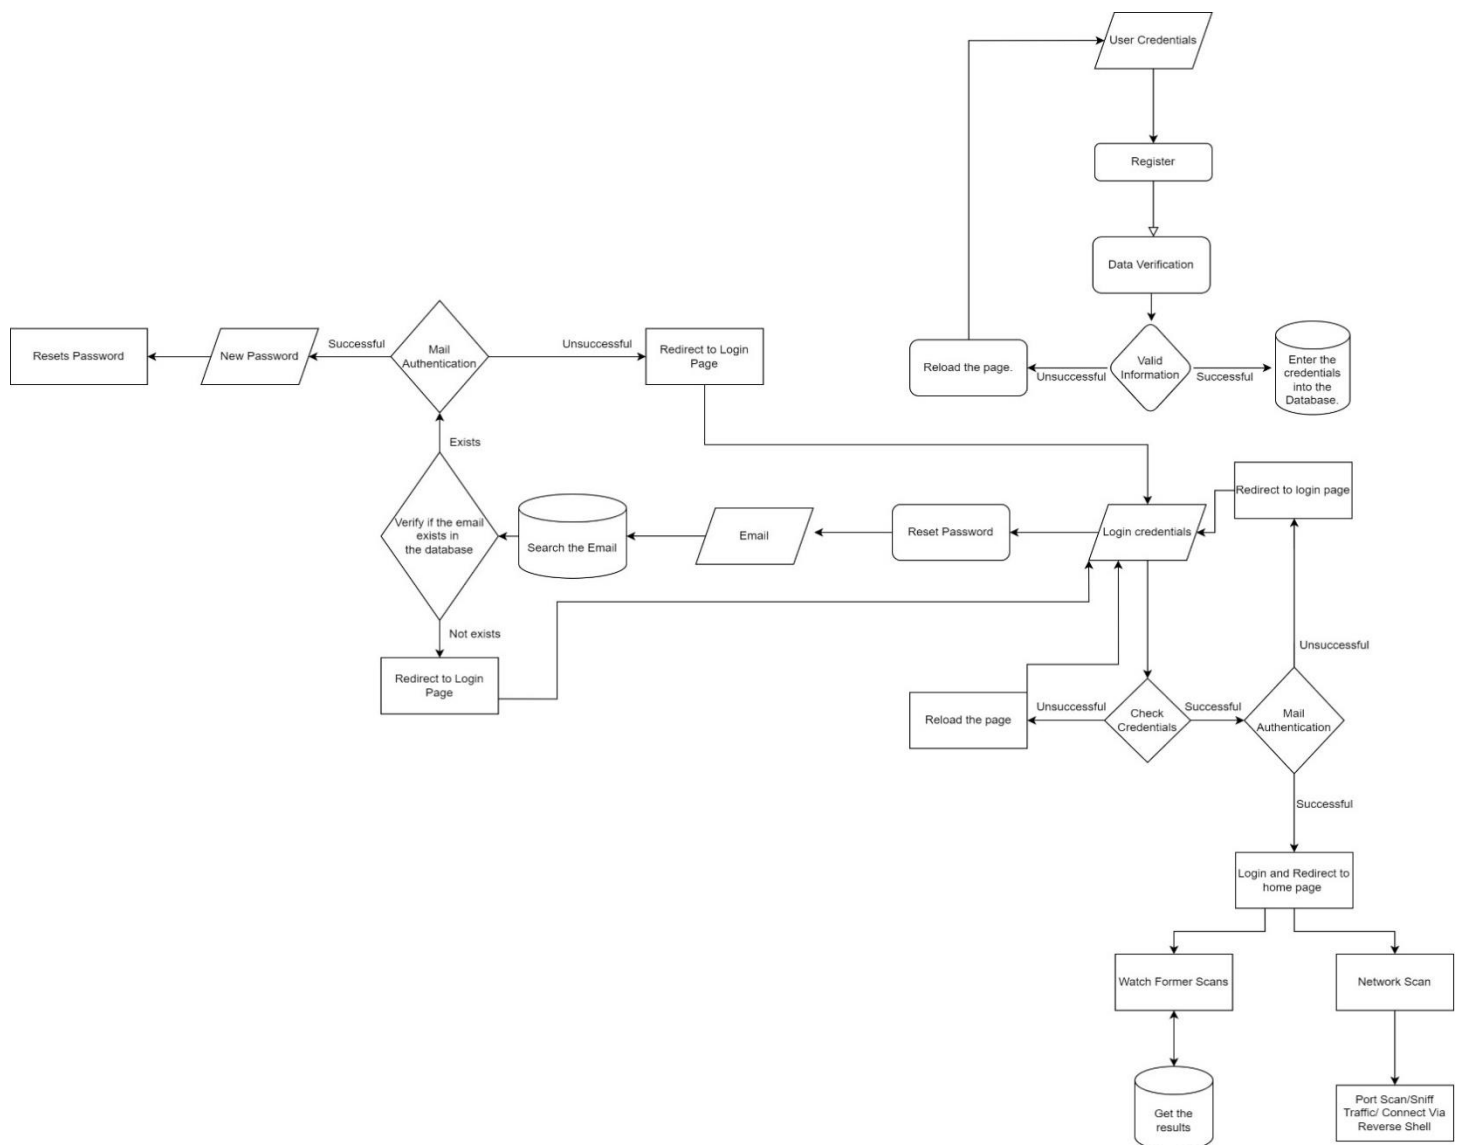 User Credentials
Register
Data Verification
Resets Password
New Password
Successful
Mail
Authentication
Unsuccessful
Redirect to Login
Page
Reload the page.
Unsuccessful
Valid
Information
Successful
Enter the
credentials
into the
Database.
Exists
Verify if the email
exists in
the database
Search the Email
Email
Reset Password
Login credentials
Redirect to login page
Not exists
Redirect to Login
Page
Unsuccessful
Reload the page
Unsuccessful
Check
Credentials
Successful
Mail
Authentication
Successful
Login and Redirect to
home page
Watch Former Scans
Network Scan
Get the
results
Port Scan/Sniff
Traffic/ Connect Via
Reverse Shell